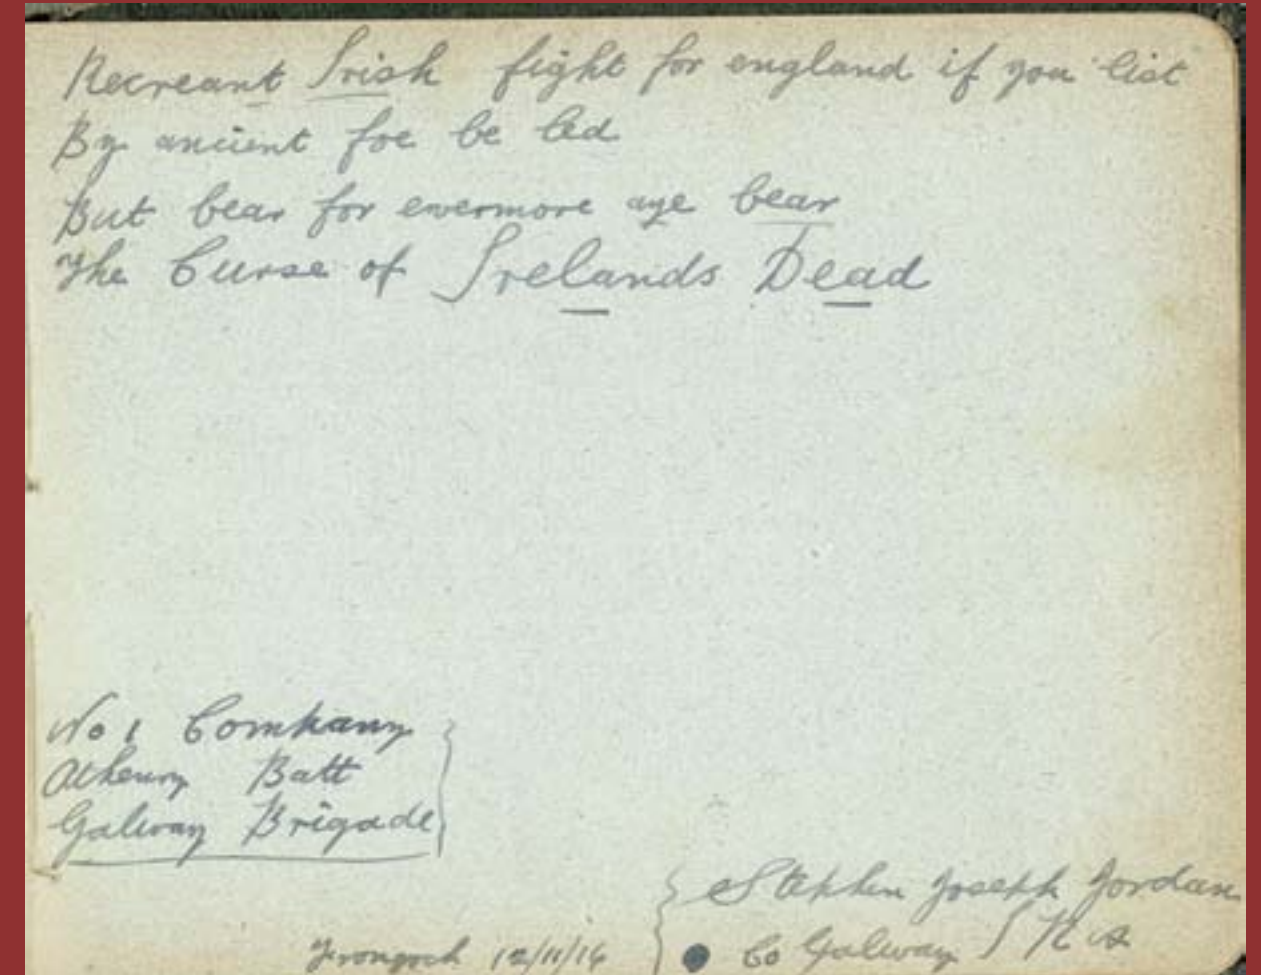 Recreant Irish fight for england if you list
By ancient foe be led
But bear for evermore aye bear
The Curse of Irelands Dead
No 1 Company
Athenry Batt
Galway Brigade
Stephen Joseph Jordan
Frongoch 12/11/16
Co Galway